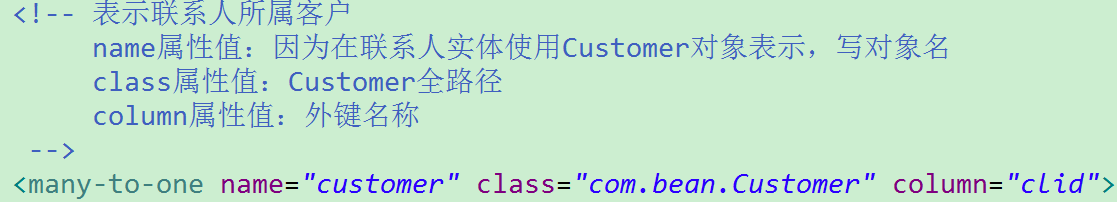 <!-- 表示联系人所属客户
name属性值：因为在联系人实体使用Customer对象表示，写对象名
class属性值：Customer全路径
column属性值：外键名称
-->
<many-to-one name="customer" class="com.bean.Customer" column="clid">